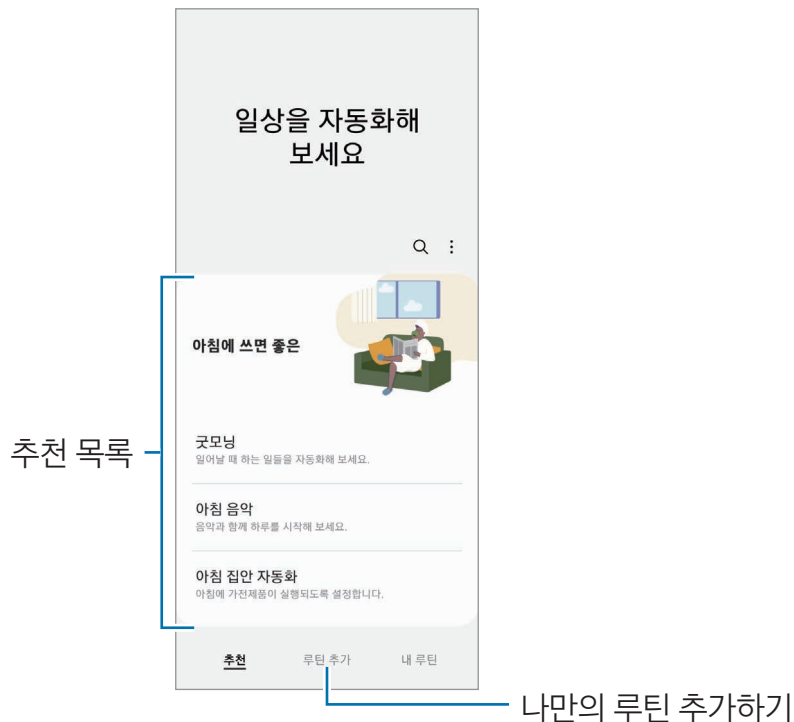 일상을 자동화해
보세요
아침에 쓰면 좋은
추천 목록
굿모닝
일어날 때 하는 일들을 자동화해 보세요.
아침 음악
음악과 함께 하루를 시작해 보세요.
아침 집안 자동화
아침에 가전제품이 실행되도록 설정합니다.
추천 루틴 추가 내 루틴
나만의 루틴 추가하기